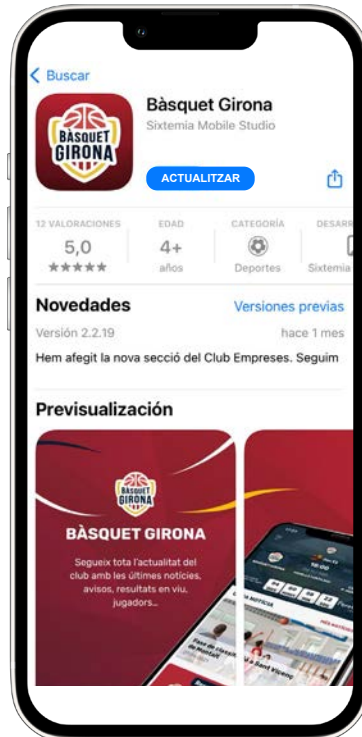 Buscar
BÀSQUET
GIRONA
Bàsquet Girona
Sixtemia Mobile Studio
ACTUALITZAR
12 VALORACIONES EDAD CATEGORÍA DESARR
5,0 4+
★★★★★ años Deportes Sixtemia
Novedades Versiones previas
Versión 2.2.19 hace 1 mes
Hem afegit la nova secció del Club Empreses. Seguim
Previsualización
BÀSQUET
GIRONA
BÀSQUET GIRONA
Segueix tota l'actualitat del
club amb les últimes notícies,
avisos, resultats en viu,
jugadors...
18:00